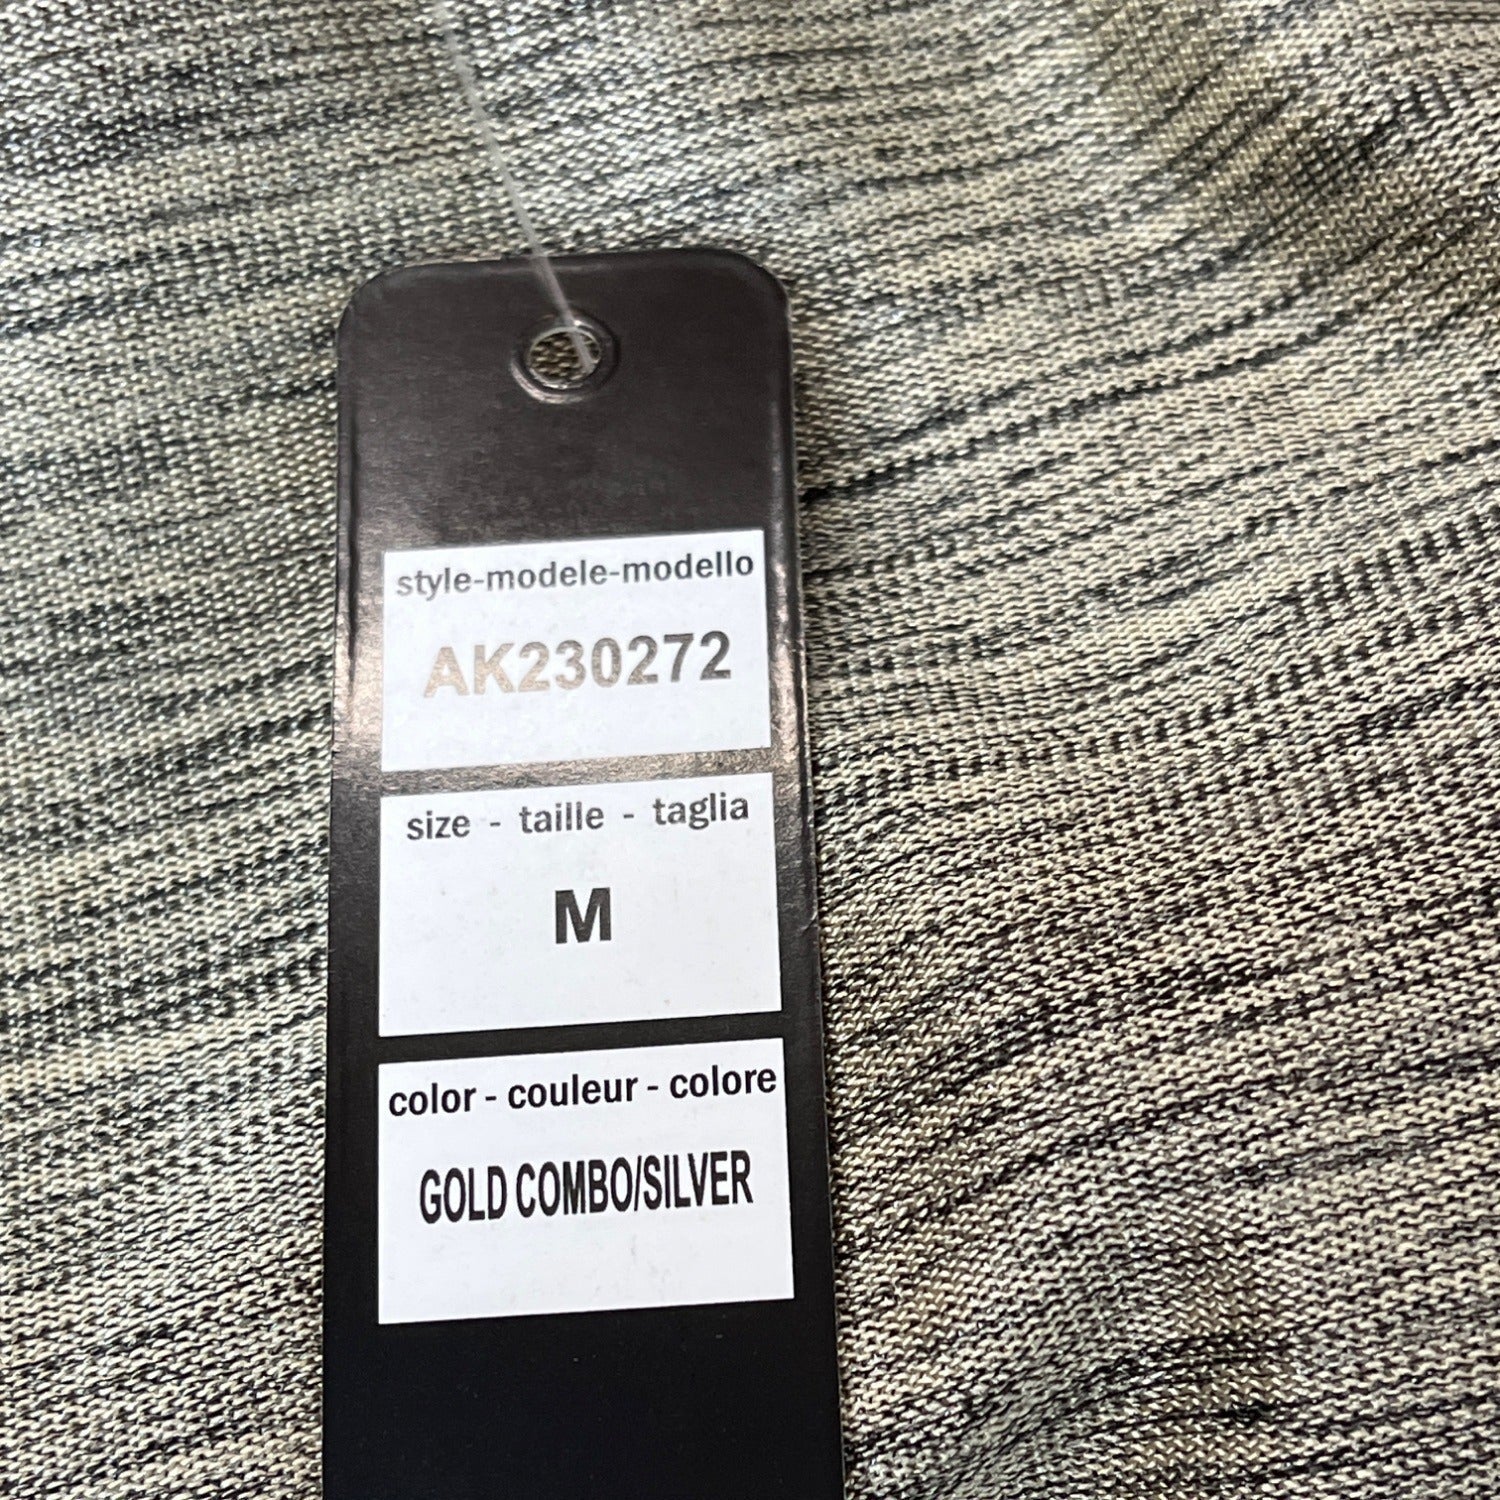 style-modele-modello
AK230272
size - taille - taglia
M
color - couleur - colore
GOLD COMBO/SILVER